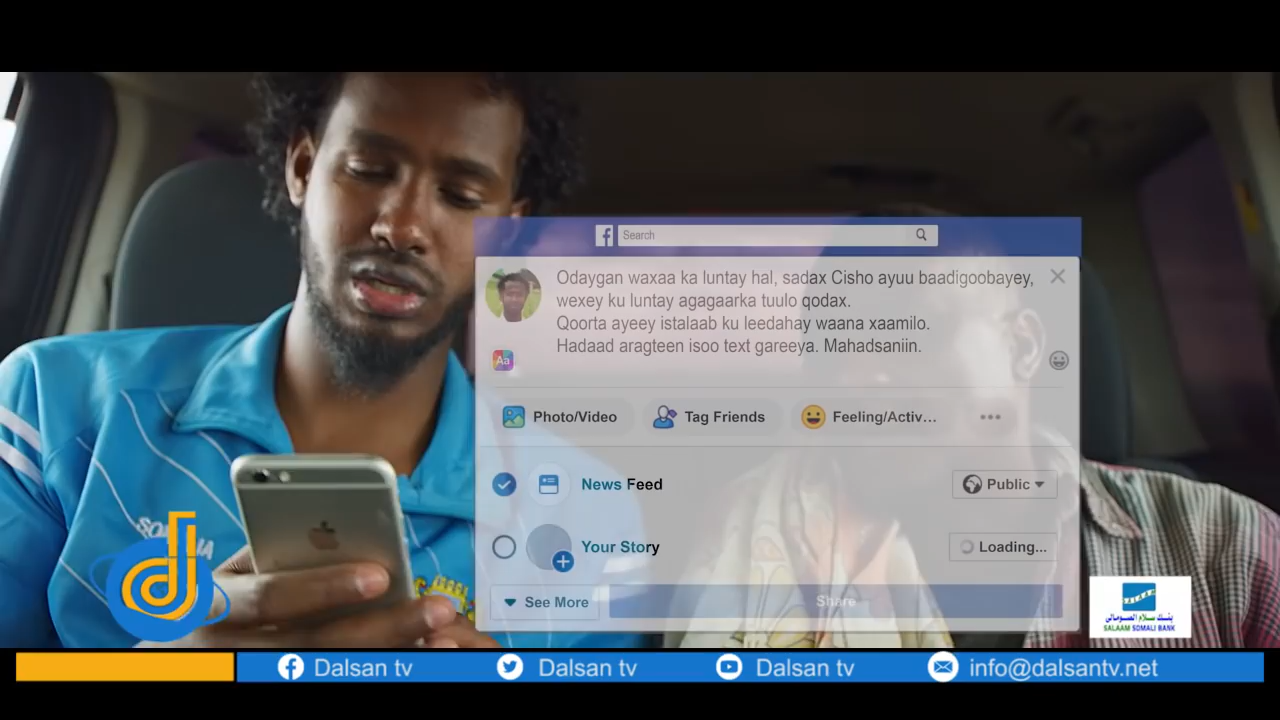 Search
Odaygan waxaa ka luntay hal, sadax Cisho ayuu baadigoobayey,
wexey ku luntay agagaarka tuulo qodax.
Qoorta ayeey istalaab ku leedahay waana xaamilo.
Hadaad aragteen isoo text gareeya. Mahadsaniin.
Aa
Photo/Video
Tag Friends
Feeling/Activ…
News Feed
Public
Your Story
Loading...
See More
Share
بنك سلام الصومالي
SALAAM SOMALI BANK
Dalsan tv
Dalsan tv
Dalsan tv
info@dalsantv.net